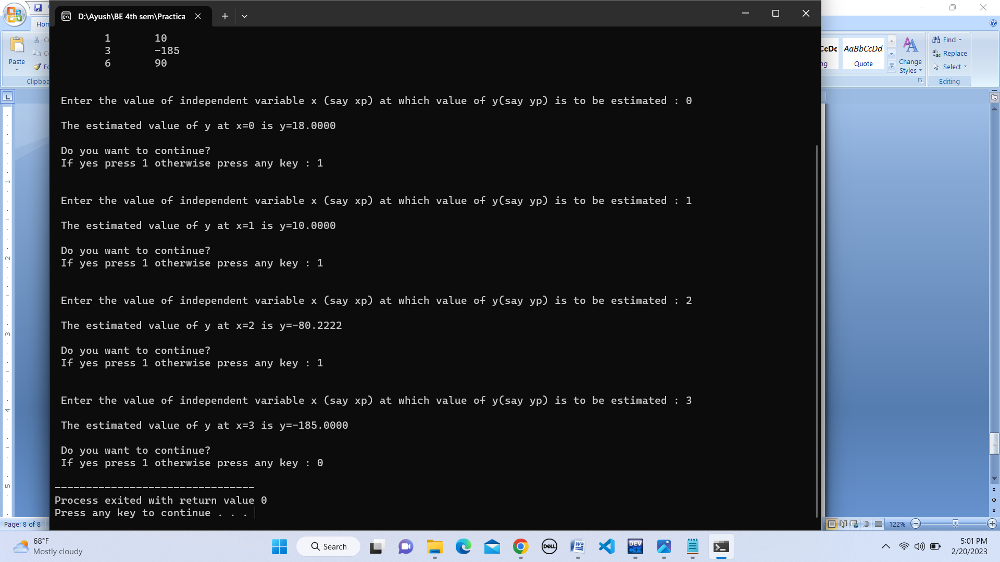 D:\Ayush\BE 4th sem\Practica
1 10
3 -185
6 90
Enter the value of independent variable x (say xp) at which value of y(say yp) is to be estimated : 0
The estimated value of y at x=0 is y=18.0000
Do you want to continue?
If yes press 1 otherwise press any key : 1
Enter the value of independent variable x (say xp) at which value of y(say yp) is to be estimated : 1
The estimated value of y at x=1 is y=10.0000
Do you want to continue?
If yes press 1 otherwise press any key : 1
Enter the value of independent variable x (say xp) at which value of y(say yp) is to be estimated : 2
The estimated value of y at x=2 is y=-80.2222
Do you want to continue?
If yes press 1 otherwise press any key : 1
Enter the value of independent variable x (say xp) at which value of y(say yp) is to be estimated : 3
The estimated value of y at x=3 is y=-185.0000
Do you want to continue?
If yes press 1 otherwise press any key : 0
--------------------------------
Process exited with return value 0
Press any key to continue . . .
Hom
Paste
Cu
Co
Fo
Clipboa
CcDc
AaBbCcDd
ng
Quote
Change
Styles
Find
Replace
Select
Editing
1
2
3
4
5
Page: 8 of 8
122%
68°F
Mostly cloudy
Search
DELL
DEV
C++
5:01 PM
2/20/2023